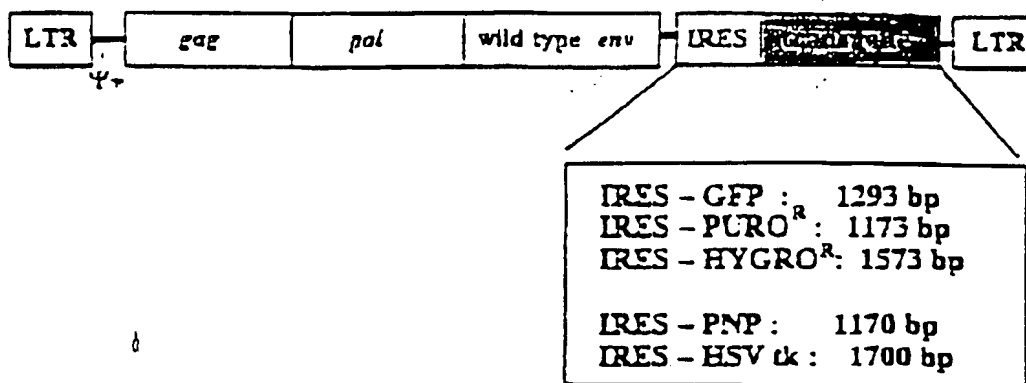 LTR gag pol wild type env IRES LTR
Ψ+
IRES – GFP : 1293 bp
IRES – PURO^R : 1173 bp
IRES – HYGRO^R: 1573 bp
IRES – PNP : 1170 bp
IRES – HSV tk : 1700 bp